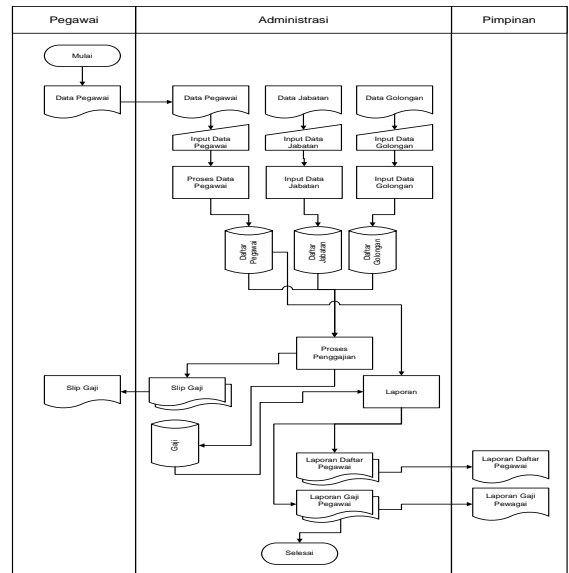 Pegawai
Administrasi
Pimpinan
Mulai
Data Pegawai
Data Pegawai
Data Jabatan
Data Golongan
Input Data
Pegawai
Input Data
Jabatan
Input Data
Golongan
Proses Data
Pegawai
Input Data
Jabatan
Input Data
Golongan
Daftar
Pegawai
Daftar
Jabatan
Daftar
Golongan
Proses
Penggajian
Slip Gaji
Slip Gaji
Laporan
Gaji
Laporan Daftar
Pegawai
Laporan Daftar
Pegawai
Laporan Gaji
Pegawai
Laporan Gaji
Pewagai
Selesai